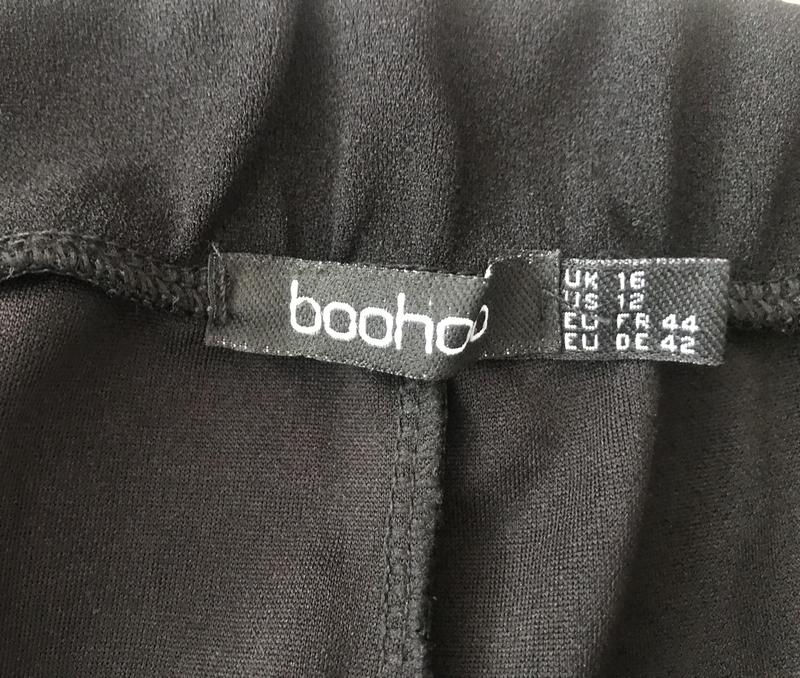 boohoo
UK 16
US 12
EU FR 44
EU DE 42